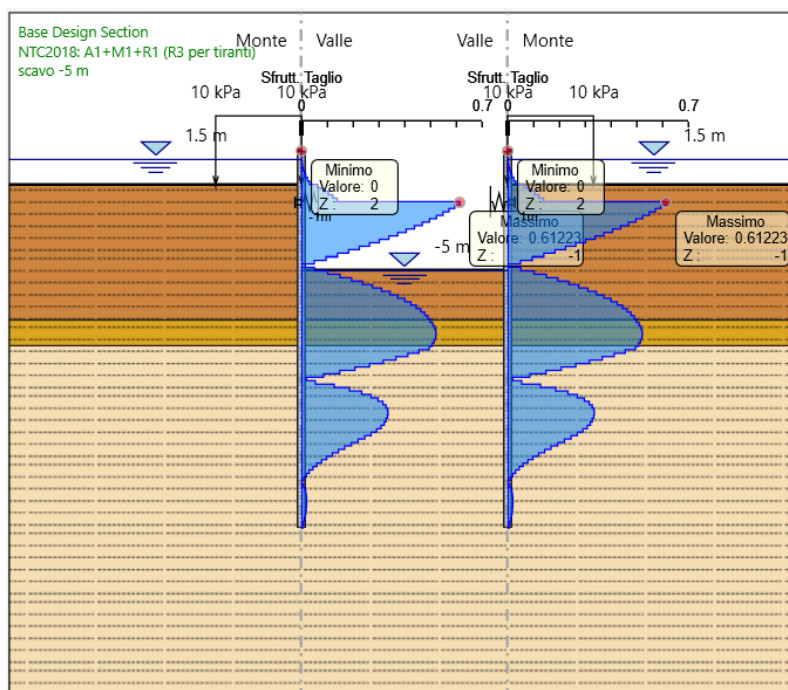 Base Design Section
NTC2018: A1+M1+R1 (R3 per tiranti)
scavo -5 m
Monte Valle Valle Monte
Sfrutt. Taglio Sfrutt. Taglio
10 kPa 10 kPa 10 kPa 10 kPa
0 0.7 0 0.7
1.5 m 1.5 m
Minimo
Valore: 0
Z : 2
Minimo
Valore: 0
Z : 2
-1m
-1m
Massimo
Valore: 0.61223
Z : -1
Massimo
Valore: 0.61223
Z : -1
-5 m